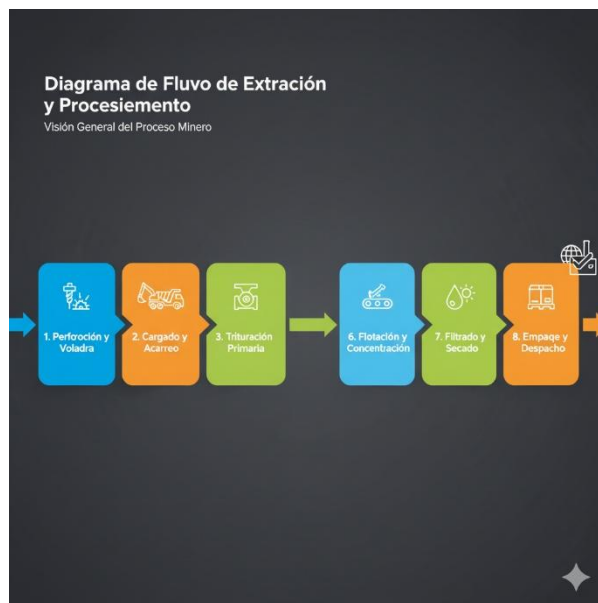 Diagrama de Fluvo de Extración
y Procesiemento
Visión General del Proceso Minero
1. Perforción y
Voladra
2. Cargado y
Acarreo
3. Trituración
Primaria
6. Flotación y
Concentración
7. Filtrado y
Secado
8. Empaqe y
Despacho